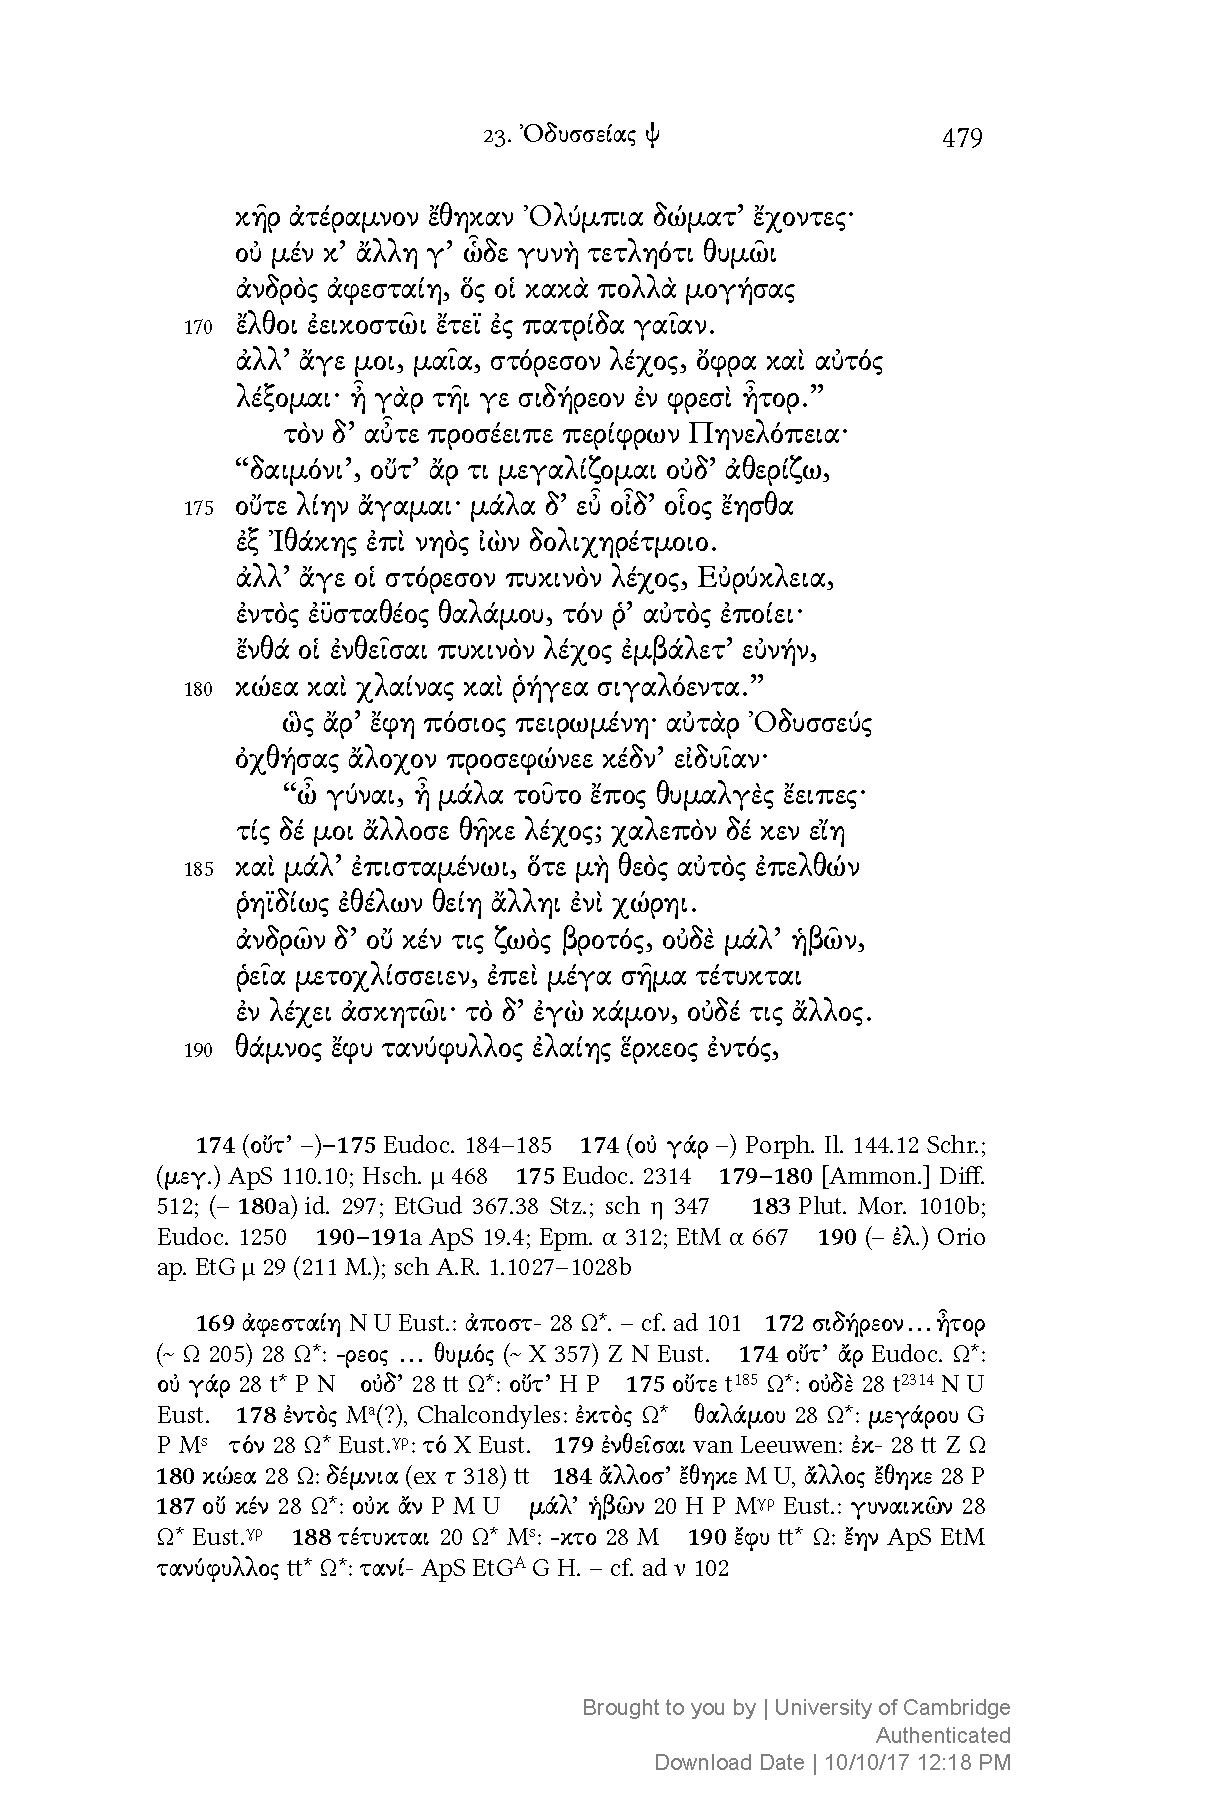 23. Ὀδυσσείας ψ 479
κῆρ ἀτέραμνον ἔθηκαν Ὀλύμπια δώματ’ ἔχοντες·
οὐ μέν κ’ ἄλλη γ’ ὧδε γυνὴ τετληότι θυμῶι
ἀνδρὸς ἀφεσταίη, ὅς οἱ κακὰ πολλὰ μογήσας
170 ἔλθοι ἐεικοστῶι ἔτεϊ ἐς πατρίδα γαῖαν.
ἀλλ’ ἄγε μοι, μαῖα, στόρεσον λέχος, ὄφρα καὶ αὐτός
λέξομαι· ἦ γὰρ τῆι γε σιδήρεον ἐν φρεσὶ ἦτορ.”
τὸν δ’ αὖτε προσέειπε περίφρων Πηνελόπεια·
“δαιμόνι’, οὔτ’ ἄρ τι μεγαλίζομαι οὐδ’ ἀθερίζω,
175 οὔτε λίην ἄγαμαι· μάλα δ’ εὖ οἶδ’ οἷος ἔησθα
ἐξ Ἰθάκης ἐπὶ νηὸς ἰὼν δολιχηρέτμοιο.
ἀλλ’ ἄγε οἱ στόρεσον πυκινὸν λέχος, Εὐρύκλεια,
ἐντὸς ἐϋσταθέος θαλάμου, τόν ῥ’ αὐτὸς ἐποίει·
ἔνθά οἱ ἐνθεῖσαι πυκινὸν λέχος ἐμβάλετ’ εὐνήν,
180 κώεα καὶ χλαίνας καὶ ῥήγεα σιγαλόεντα.”
ὣς ἄρ’ ἔφη πόσιος πειρωμένη· αὐτὰρ Ὀδυσσεύς
ὀχθήσας ἄλοχον προσεφώνεε κέδν’ εἰδυῖαν·
“ὦ γύναι, ἦ μάλα τοῦτο ἔπος θυμαλγὲς ἔειπες·
τίς δέ μοι ἄλλοσε θῆκε λέχος; χαλεπὸν δέ κεν εἴη
185 καὶ μάλ’ ἐπισταμένωι, ὅτε μὴ θεὸς αὐτὸς ἐπελθών
ῥηϊδίως ἐθέλων θείη ἄλληι ἐνὶ χώρηι.
ἀνδρῶν δ’ οὔ κέν τις ζωὸς βροτός, οὐδὲ μάλ’ ἡβῶν,
ῥεῖα μετοχλίσσειεν, ἐπεὶ μέγα σῆμα τέτυκται
ἐν λέχει ἀσκητῶι· τὸ δ’ ἐγὼ κάμον, οὐδέ τις ἄλλος.
190 θάμνος ἔφυ τανύφυλλος ἐλαίης ἕρκεος ἐντός,
174 (οὔτ’ –)–175 Eudoc. 184–185 174 (οὐ γάρ –) Porph. Il. 144.12 Schr.;
(μεγ.) ApS 110.10; Hsch. μ 468 175 Eudoc. 2314 179–180 [Ammon.] Diff.
512; (– 180a) id. 297; EtGud 367.38 Stz.; sch η 347 183 Plut. Mor. 1010b;
Eudoc. 1250 190–191a ApS 19.4; Epm. α 312; EtM α 667 190 (– ἐλ.) Orio
ap. EtG μ 29 (211 M.); sch A.R. 1.1027–1028b
169 ἀφεσταίη N U Eust.: ἀποστ- 28 Ω*. – cf. ad 101 172 σιδήρεον … ἦτορ
(~ Ω 205) 28 Ω*: -ρεος … θυμός (~ Χ 357) Z N Eust. 174 οὔτ’ ἄρ Eudoc. Ω*:
οὐ γάρ 28 t* P N οὐδ’ 28 tt Ω*: οὔτ’ H P 175 οὔτε t¹⁸⁵ Ω*: οὐδὲ 28 t²³¹⁴ N U
Eust. 178 ἐντὸς Mᵃ(?), Chalcondyles: ἐκτὸς Ω* θαλάμου 28 Ω*: μεγάρου G
P Mˢ τόν 28 Ω* Eust.ᵞᵖ: τό X Eust. 179 ἐνθεῖσαι van Leeuwen: ἐκ- 28 tt Z Ω
180 κώεα 28 Ω: δέμνια (ex τ 318) tt 184 ἄλλοσ’ ἔθηκε M U, ἄλλος ἔθηκε 28 P
187 οὔ κέν 28 Ω*: οὐκ ἄν P M U μάλ’ ἡβῶν 20 H P Mᵞᵖ Eust.: γυναικῶν 28
Ω* Eust.ᵞᵖ 188 τέτυκται 20 Ω* Mˢ: -κτο 28 M 190 ἔφυ tt* Ω: ἔην ApS EtM
τανύφυλλος tt* Ω*: τανί- ApS EtGᴬ G H. – cf. ad ν 102
Brought to you by | University of Cambridge
Authenticated
Download Date | 10/10/17 12:18 PM